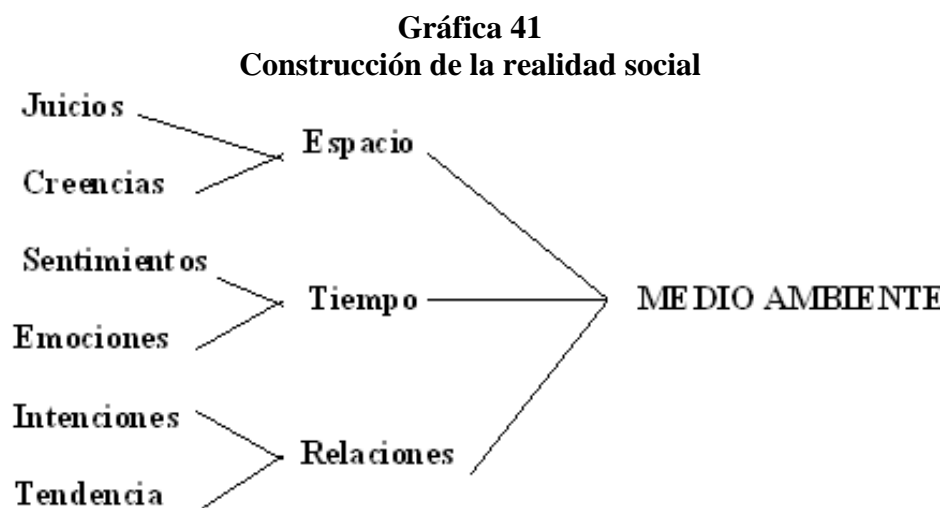 Gráfica 41
Construcción de la realidad social
Juicios
Espacio
Creencias
Sentimientos
Tiempo
MEDIO AMBIENTE
Emociones
Intenciones
Relaciones
Tendencia